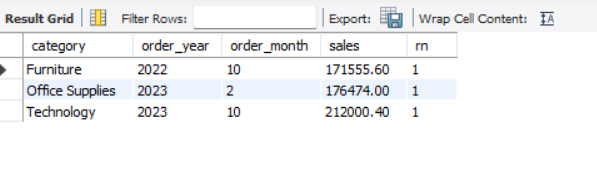 Result Grid Filter Rows: Export: Wrap Cell Content: IA
category order_year order_month sales rn
Furniture 2022 10 171555.60 1
Office Supplies 2023 2 176474.00 1
Technology 2023 10 212000.40 1